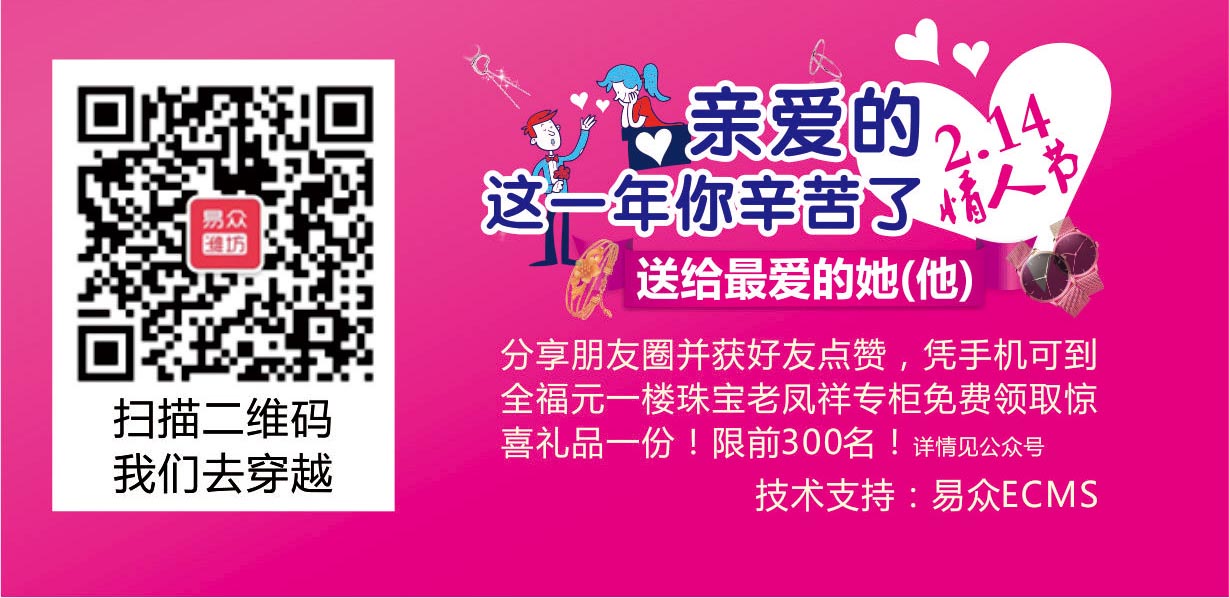 易众
潍坊
扫描二维码
我们去穿越
亲爱的
这一年你辛苦了
2.14
情人节
送给最爱的她(他)
分享朋友圈并获好友点赞，凭手机可到
全福元一楼珠宝老凤祥专柜免费领取惊
喜礼品一份！限前300名！详情见公众号
技术支持：易众ECMS